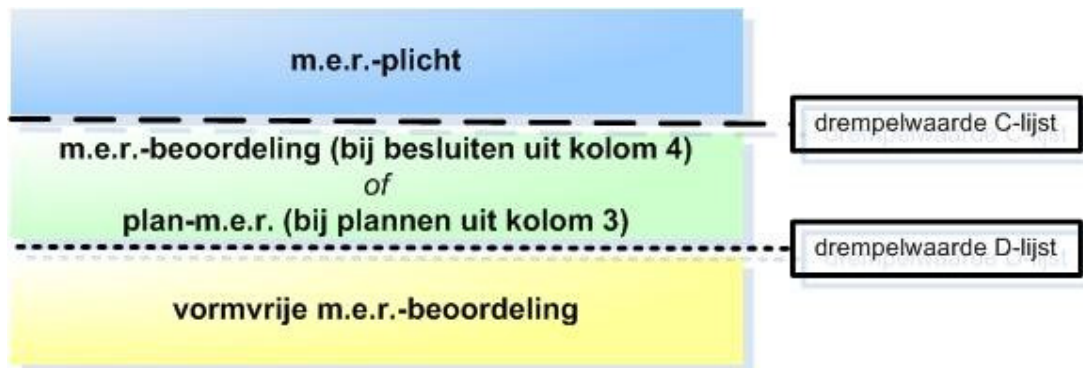 m.e.r.-plicht
drempelwaarde C-lijst
m.e.r.-beoordeling (bij besluiten uit kolom 4)
of
plan-m.e.r. (bij plannen uit kolom 3)
drempelwaarde D-lijst
vormvrije m.e.r.-beoordeling